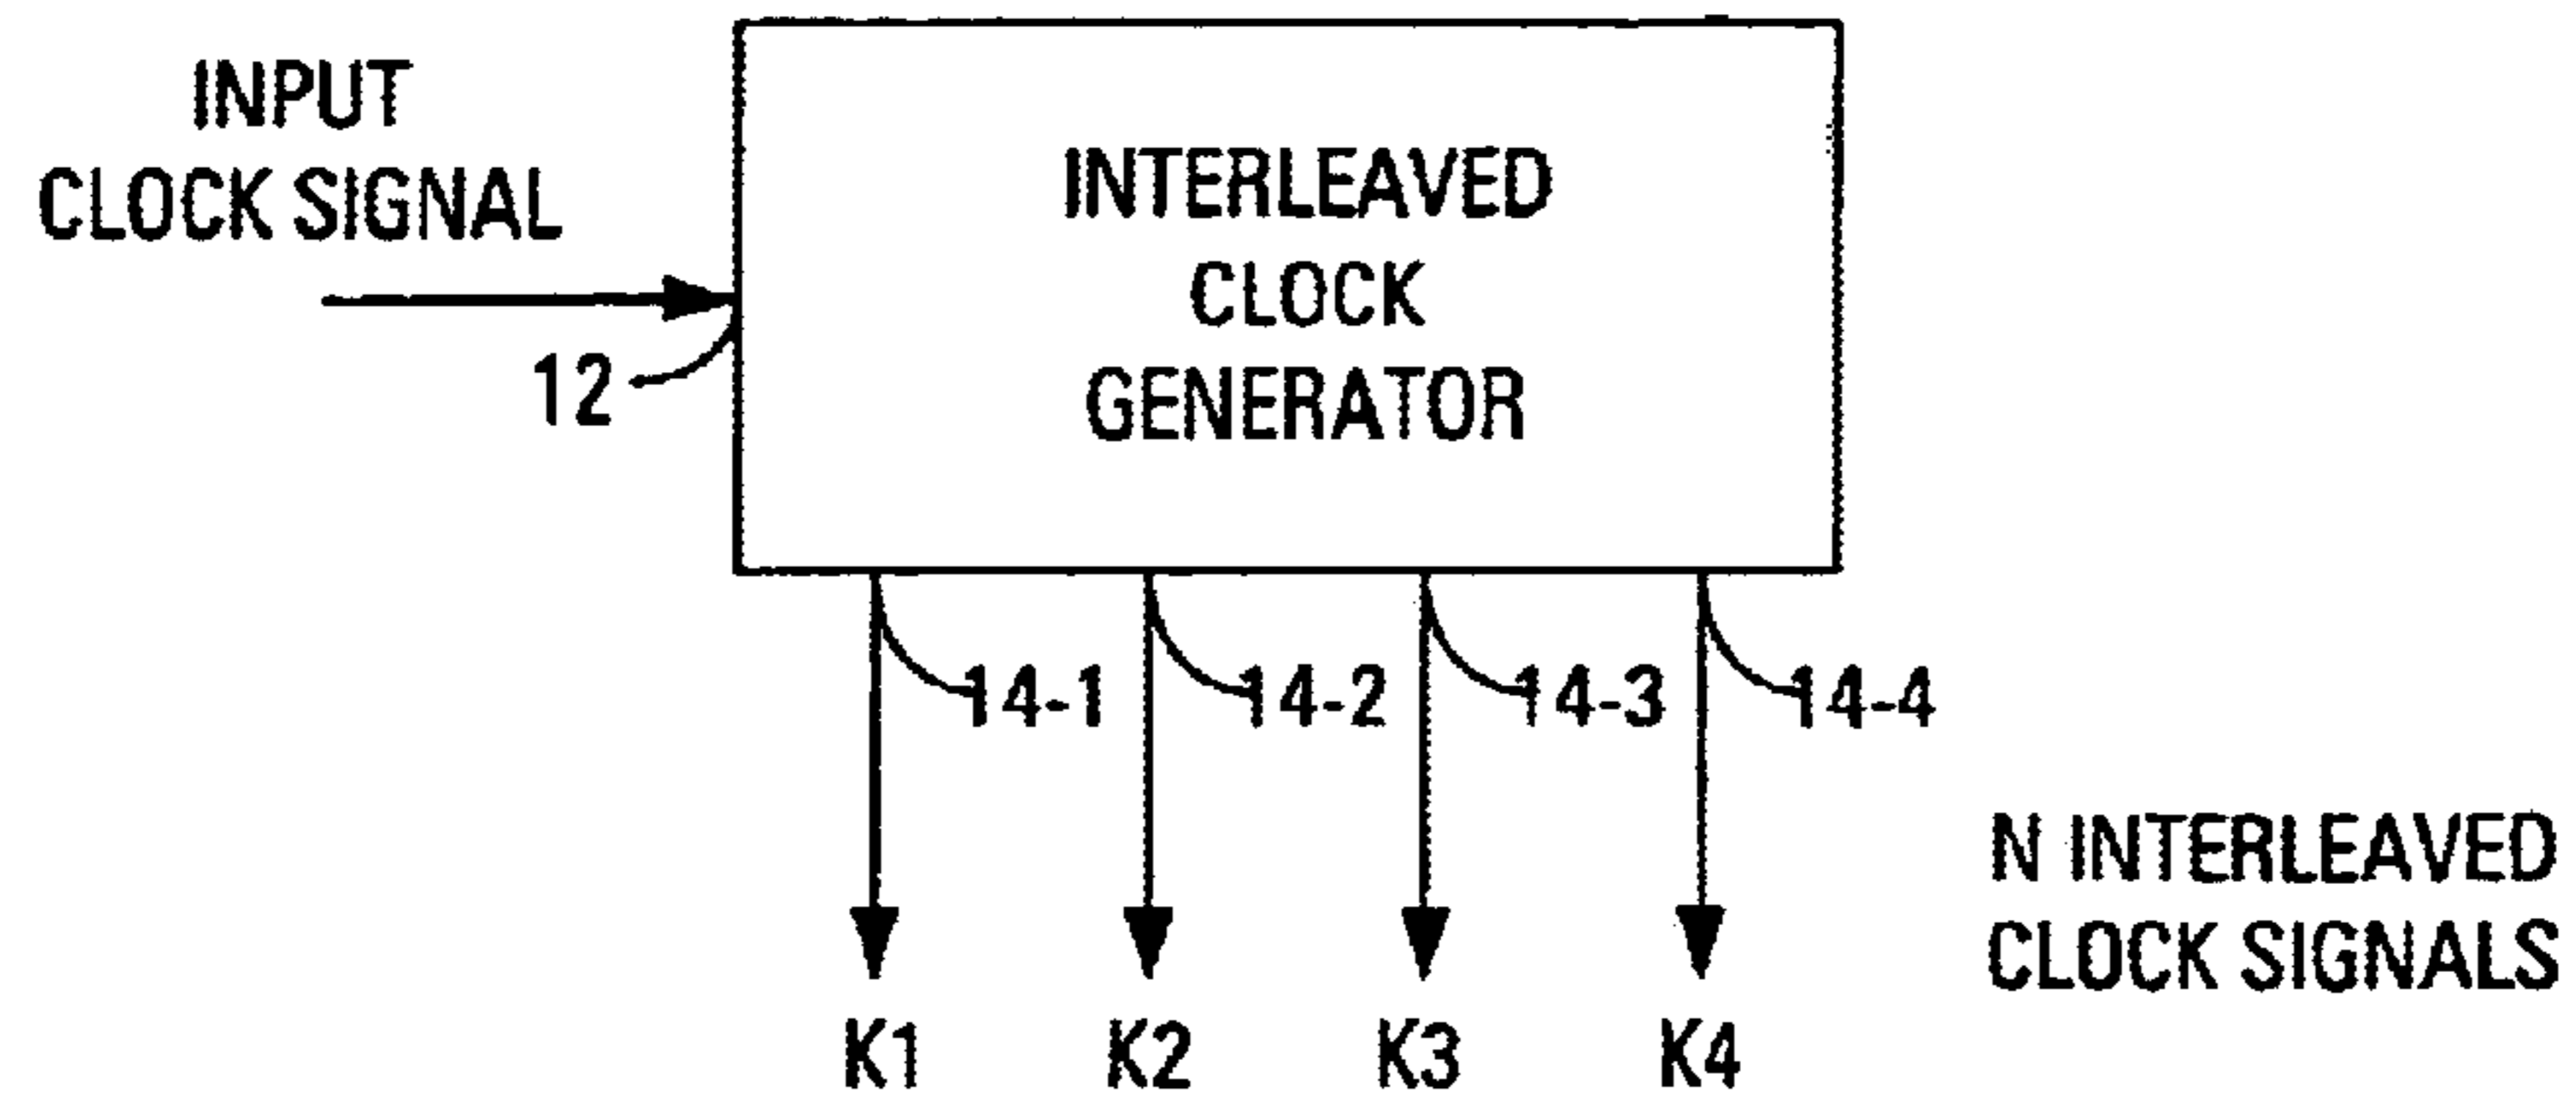 INPUT
CLOCK SIGNAL
12
INTERLEAVED
CLOCK
GENERATOR
14-1 14-2 14-3 14-4
N INTERLEAVED
CLOCK SIGNALS
K1 K2 K3 K4